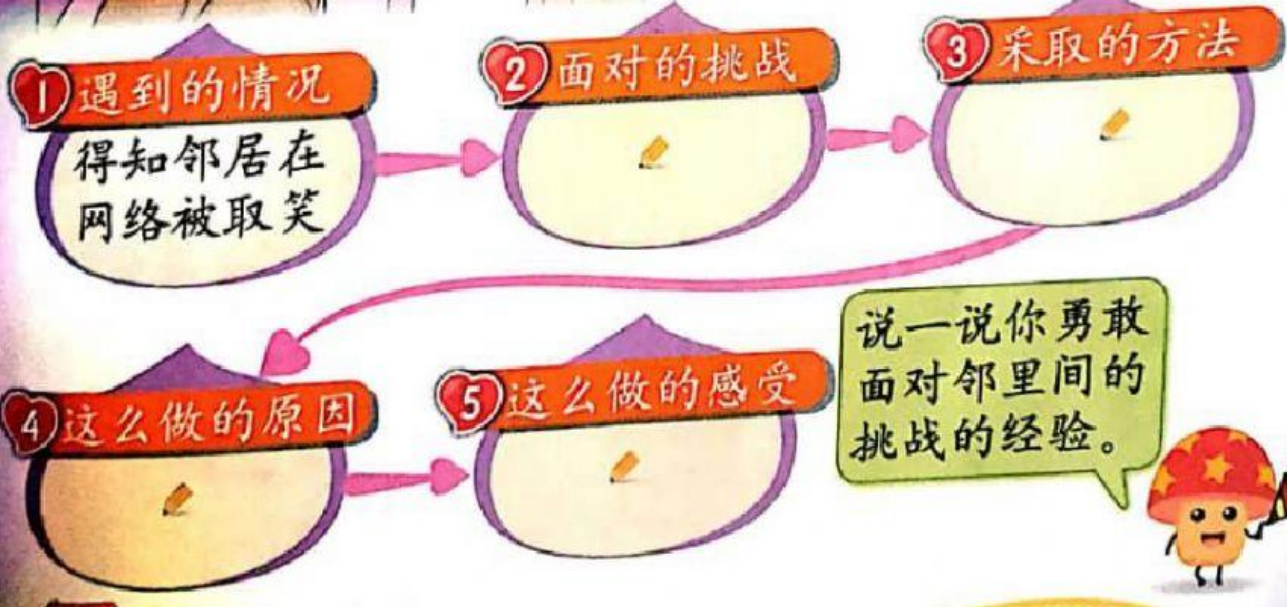 1 遇到的情况
得知邻居在
网络被取笑
2 面对的挑战
3 采取的方法
4 这么做的原因
5 这么做的感受
说一说你勇敢
面对邻里间的
挑战的经验。